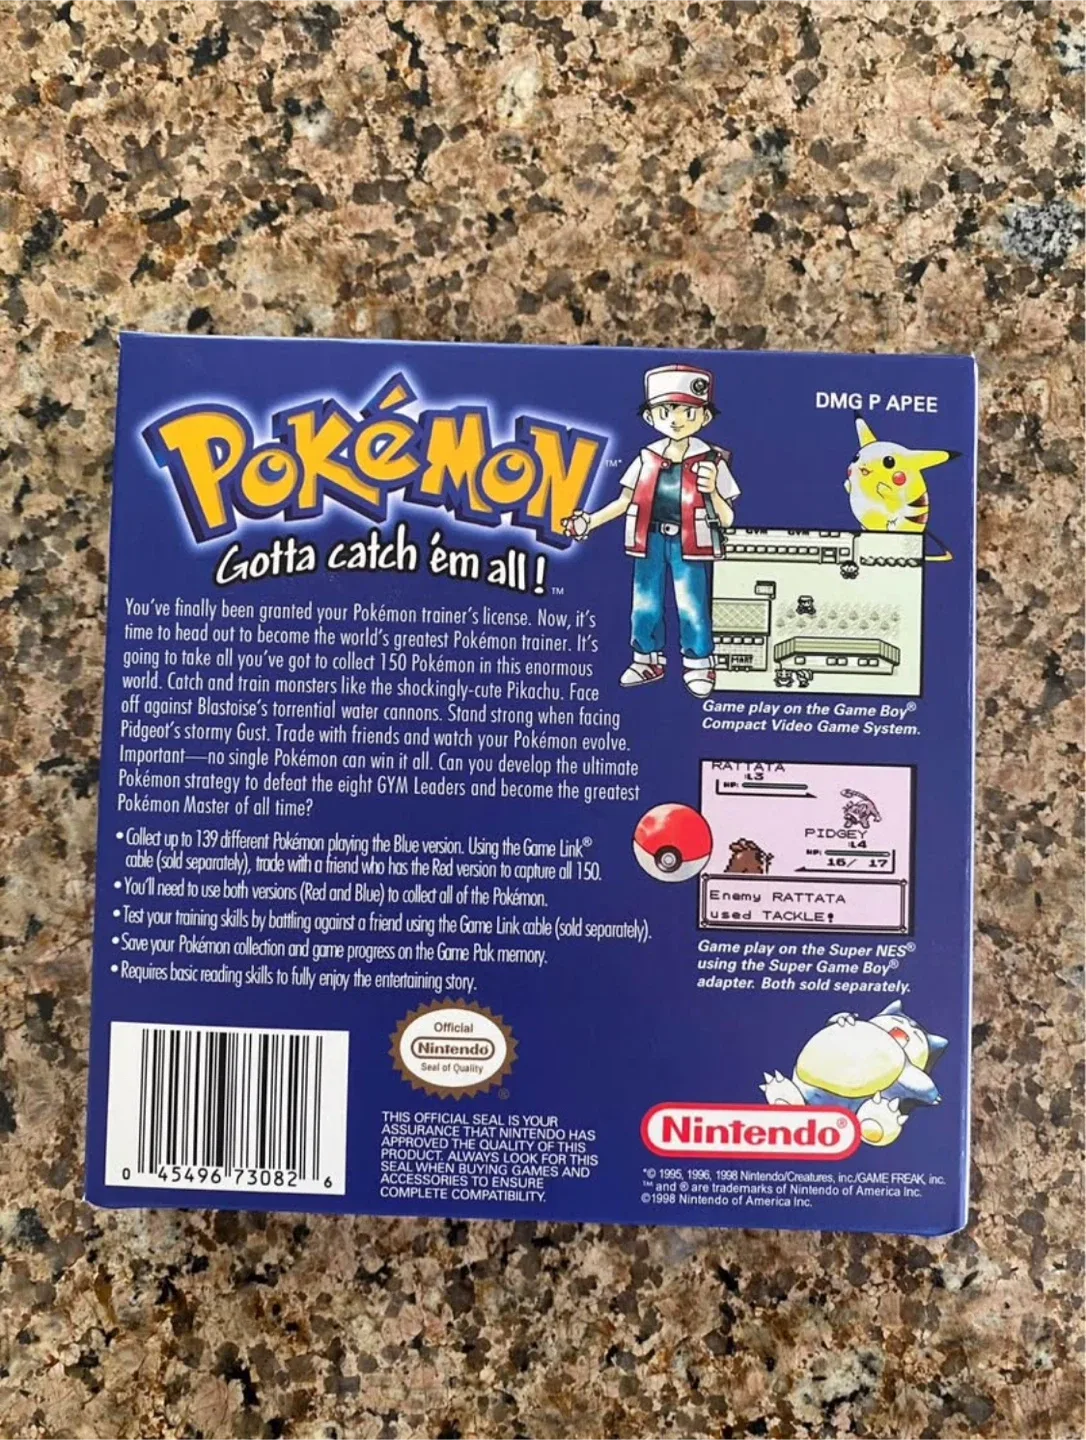 DMG P APEE
POKéMON ™*
Gotta catch 'em all! ™
You've finally been granted your Pokémon trainer's license. Now, it's
time to head out to become the world's greatest Pokémon trainer. It's
going to take all you've got to collect 150 Pokémon in this enormous
world. Catch and train monsters like the shockingly-cute Pikachu. Face
off against Blastoise's torrential water cannons. Stand strong when facing
Pidgeot's stormy Gust. Trade with friends and watch your Pokémon evolve.
Important—no single Pokémon can win it all. Can you develop the ultimate
Pokémon strategy to defeat the eight GYM Leaders and become the greatest
Pokémon Master of all time?
• Collect up to 139 different Pokémon playing the Blue version. Using the Game Link®
cable (sold separately), trade with a friend who has the Red version to capture all 150.
• You'll need to use both versions (Red and Blue) to collect all of the Pokémon.
• Test your training skills by battling against a friend using the Game Link cable (sold separately).
• Save your Pokémon collection and game progress on the Game Pak memory.
• Requires basic reading skills to fully enjoy the entertaining story.
GYM GYM
MART
Game play on the Game Boy®
Compact Video Game System.
RATTATA
:L3
HP:
PIDGEY
:L4
HP:
16/ 17
Enemy RATTATA
used TACKLE!
Game play on the Super NES®
using the Super Game Boy®
adapter. Both sold separately.
0 45496 73082 6
Official
Nintendo
Seal of Quality
®
THIS OFFICIAL SEAL IS YOUR
ASSURANCE THAT NINTENDO HAS
APPROVED THE QUALITY OF THIS
PRODUCT. ALWAYS LOOK FOR THIS
SEAL WHEN BUYING GAMES AND
ACCESSORIES TO ENSURE
COMPLETE COMPATIBILITY.
Nintendo®
*© 1995, 1996, 1998 Nintendo/Creatures, inc./GAME FREAK, inc.
™ and ® are trademarks of Nintendo of America Inc.
©1998 Nintendo of America Inc.